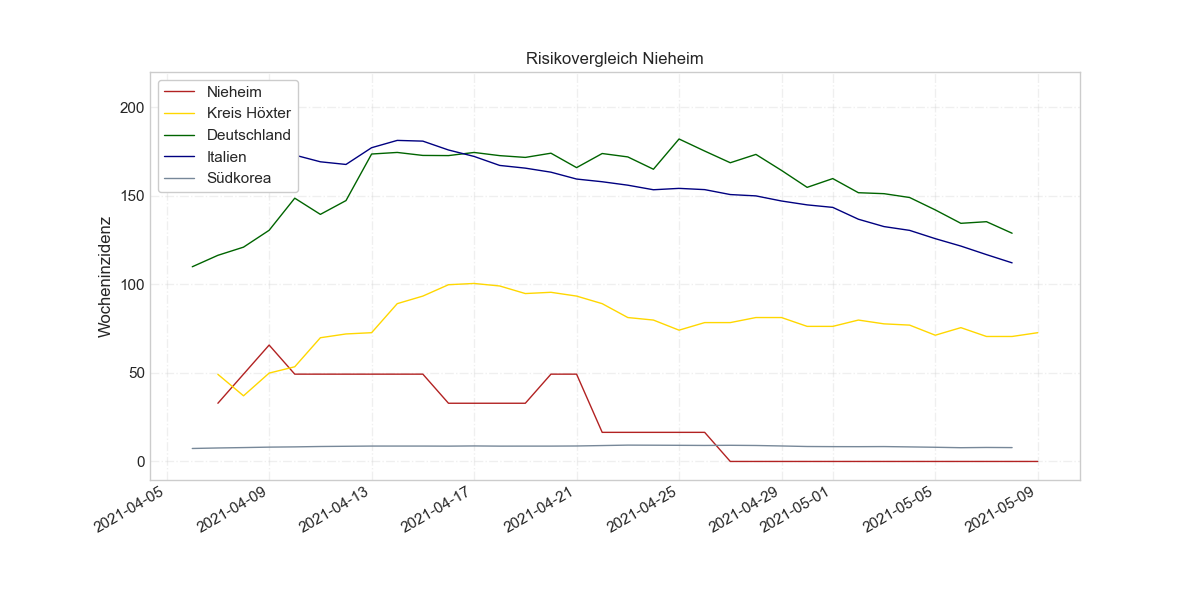 Risikovergleich Nieheim
Nieheim
Kreis Höxter
Deutschland
Italien
Südkorea
Wocheninzidenz
200
150
100
50
0
2021-04-05
2021-04-09
2021-04-13
2021-04-17
2021-04-21
2021-04-25
2021-04-29
2021-05-01
2021-05-05
2021-05-09